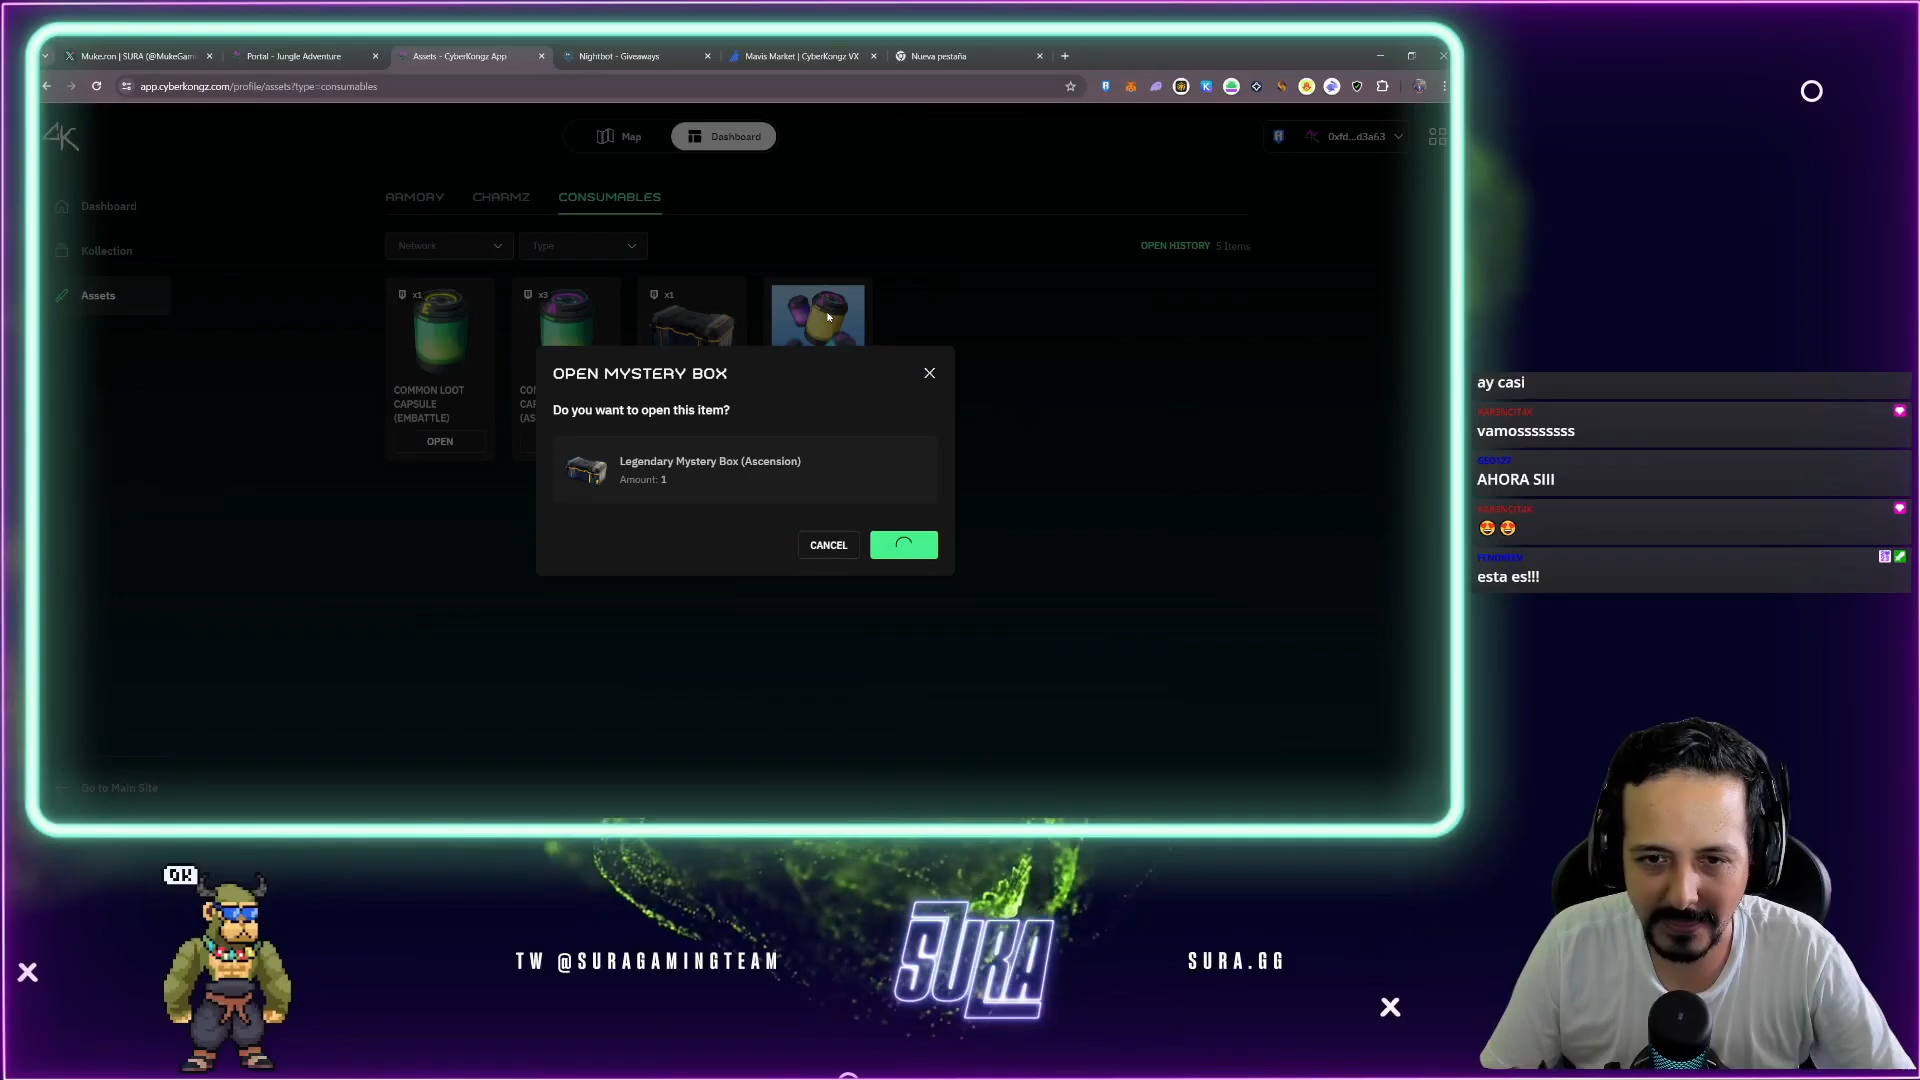 Muke.ron | SURA (@MukeGami
Portal - Jungle Adventure
Assets - CyberKongz App
Nightbot - Giveaways
Mavis Market | CyberKongz VX
Nueva pestaña
app.cyberkongz.com/profile/assets?type=consumables
Map
Dashboard
0xfd...d3a63
Dashboard
Kollection
Assets
ARMORY
CHARMZ
CONSUMABLES
Network
Type
OPEN HISTORY
5 Items
x1
x3
x1
COMMON LOOT
CAPSULE
(EMBATTLE)
OPEN
OPEN MYSTERY BOX
Do you want to open this item?
Legendary Mystery Box (Ascension)
Amount: 1
CANCEL
Go to Main Site
ay casi
KAR3NCIT4X
vamosssssssss
GEO127
AHORA SIII
KAR3NCIT4X
esta es!!!
OK
TW @SURAGAMINGTEAM
SURA
SURA.GG